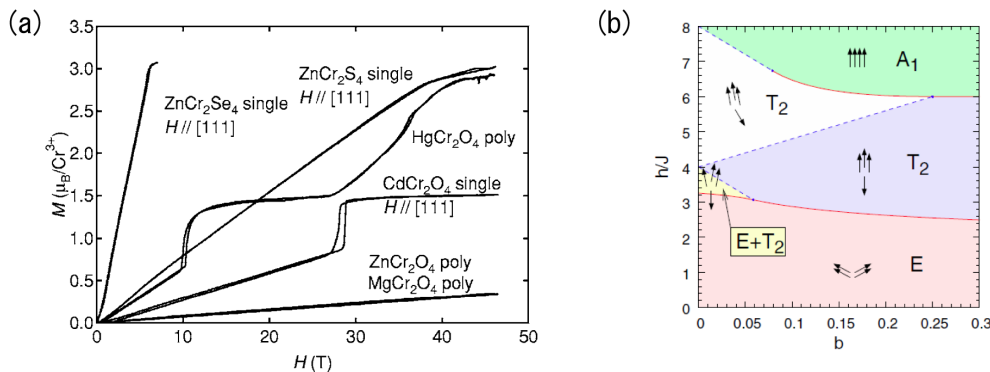 (a)
3.5
3.0
2.5
2.0
1.5
1.0
0.5
0.0
M (μB/Cr3+)
0
10
20
30
40
50
H (T)
ZnCr2Se4 single
H // [111]
ZnCr2S4 single
H // [111]
HgCr2O4 poly
CdCr2O4 single
H // [111]
ZnCr2O4 poly
MgCr2O4 poly
(b)
8
7
6
5
4
3
2
1
0
h/J
0
0.05
0.1
0.15
0.2
0.25
0.3
b
A1
T2
T2
E+T2
E